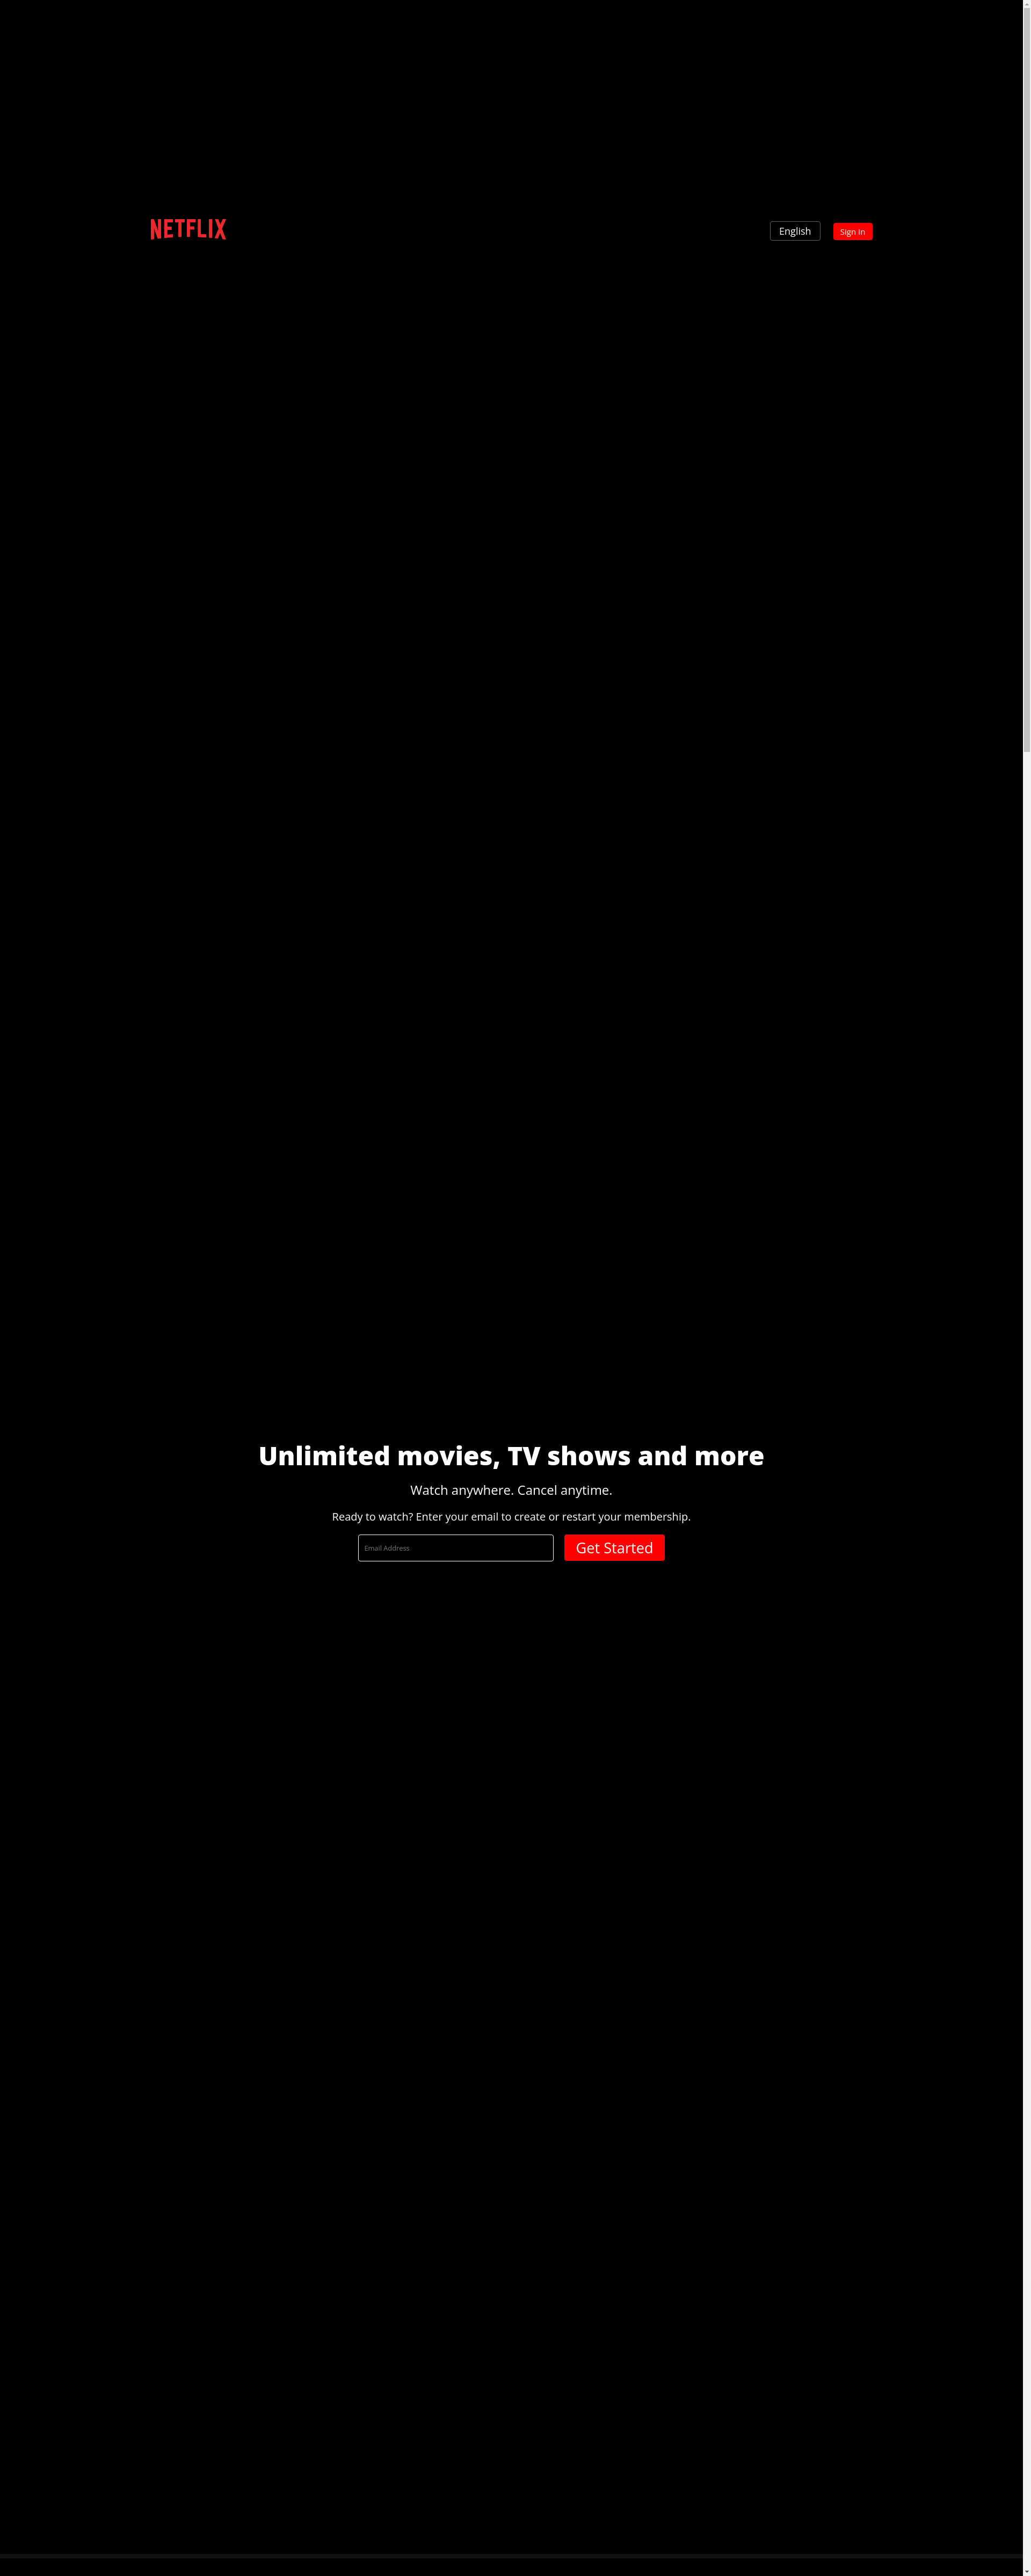 NETFLIX
English
Sign In
Unlimited movies, TV shows and more
Watch anywhere. Cancel anytime.
Ready to watch? Enter your email to create or restart your membership.
Email Address
Get Started